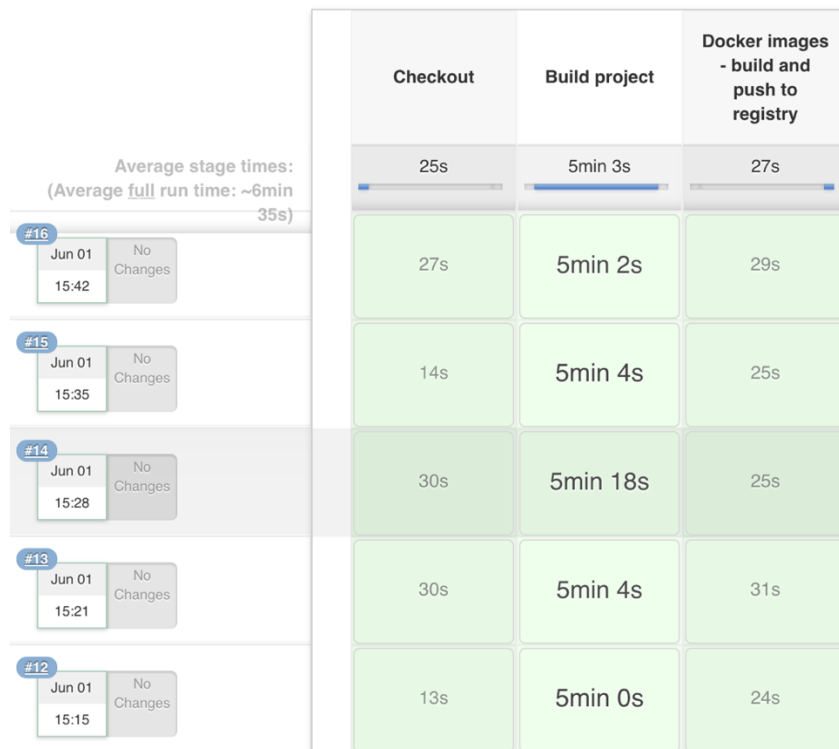 Checkout
Build project
Docker images
- build and
push to
registry
Average stage times:
(Average full run time: ~6min
35s)
25s
5min 3s
27s
#16
Jun 01
15:42
No
Changes
27s
5min 2s
29s
#15
Jun 01
15:35
No
Changes
14s
5min 4s
25s
#14
Jun 01
15:28
No
Changes
30s
5min 18s
25s
#13
Jun 01
15:21
No
Changes
30s
5min 4s
31s
#12
Jun 01
15:15
No
Changes
13s
5min 0s
24s